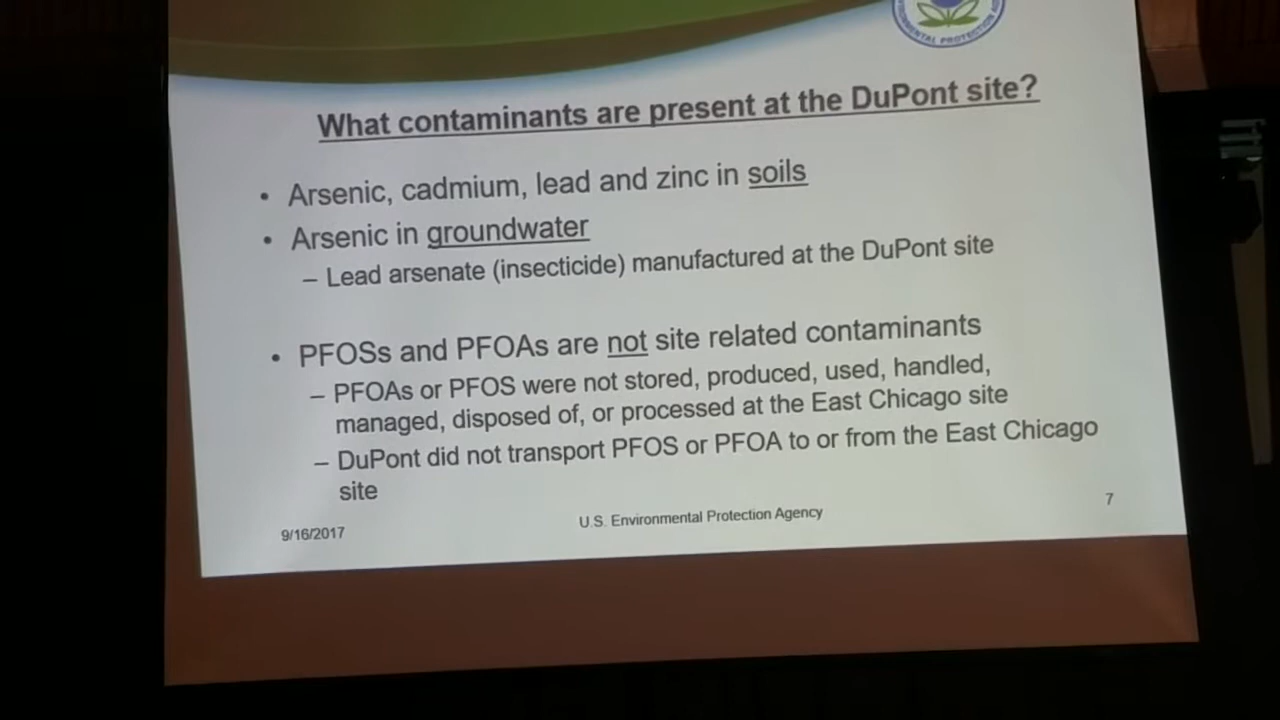 ENVIRONMENTAL PROTECTION
What contaminants are present at the DuPont site?
• Arsenic, cadmium, lead and zinc in soils
• Arsenic in groundwater
– Lead arsenate (insecticide) manufactured at the DuPont site
• PFOSs and PFOAs are not site related contaminants
– PFOAs or PFOS were not stored, produced, used, handled,
managed, disposed of, or processed at the East Chicago site
– DuPont did not transport PFOS or PFOA to or from the East Chicago
site
9/16/2017
U.S. Environmental Protection Agency
7